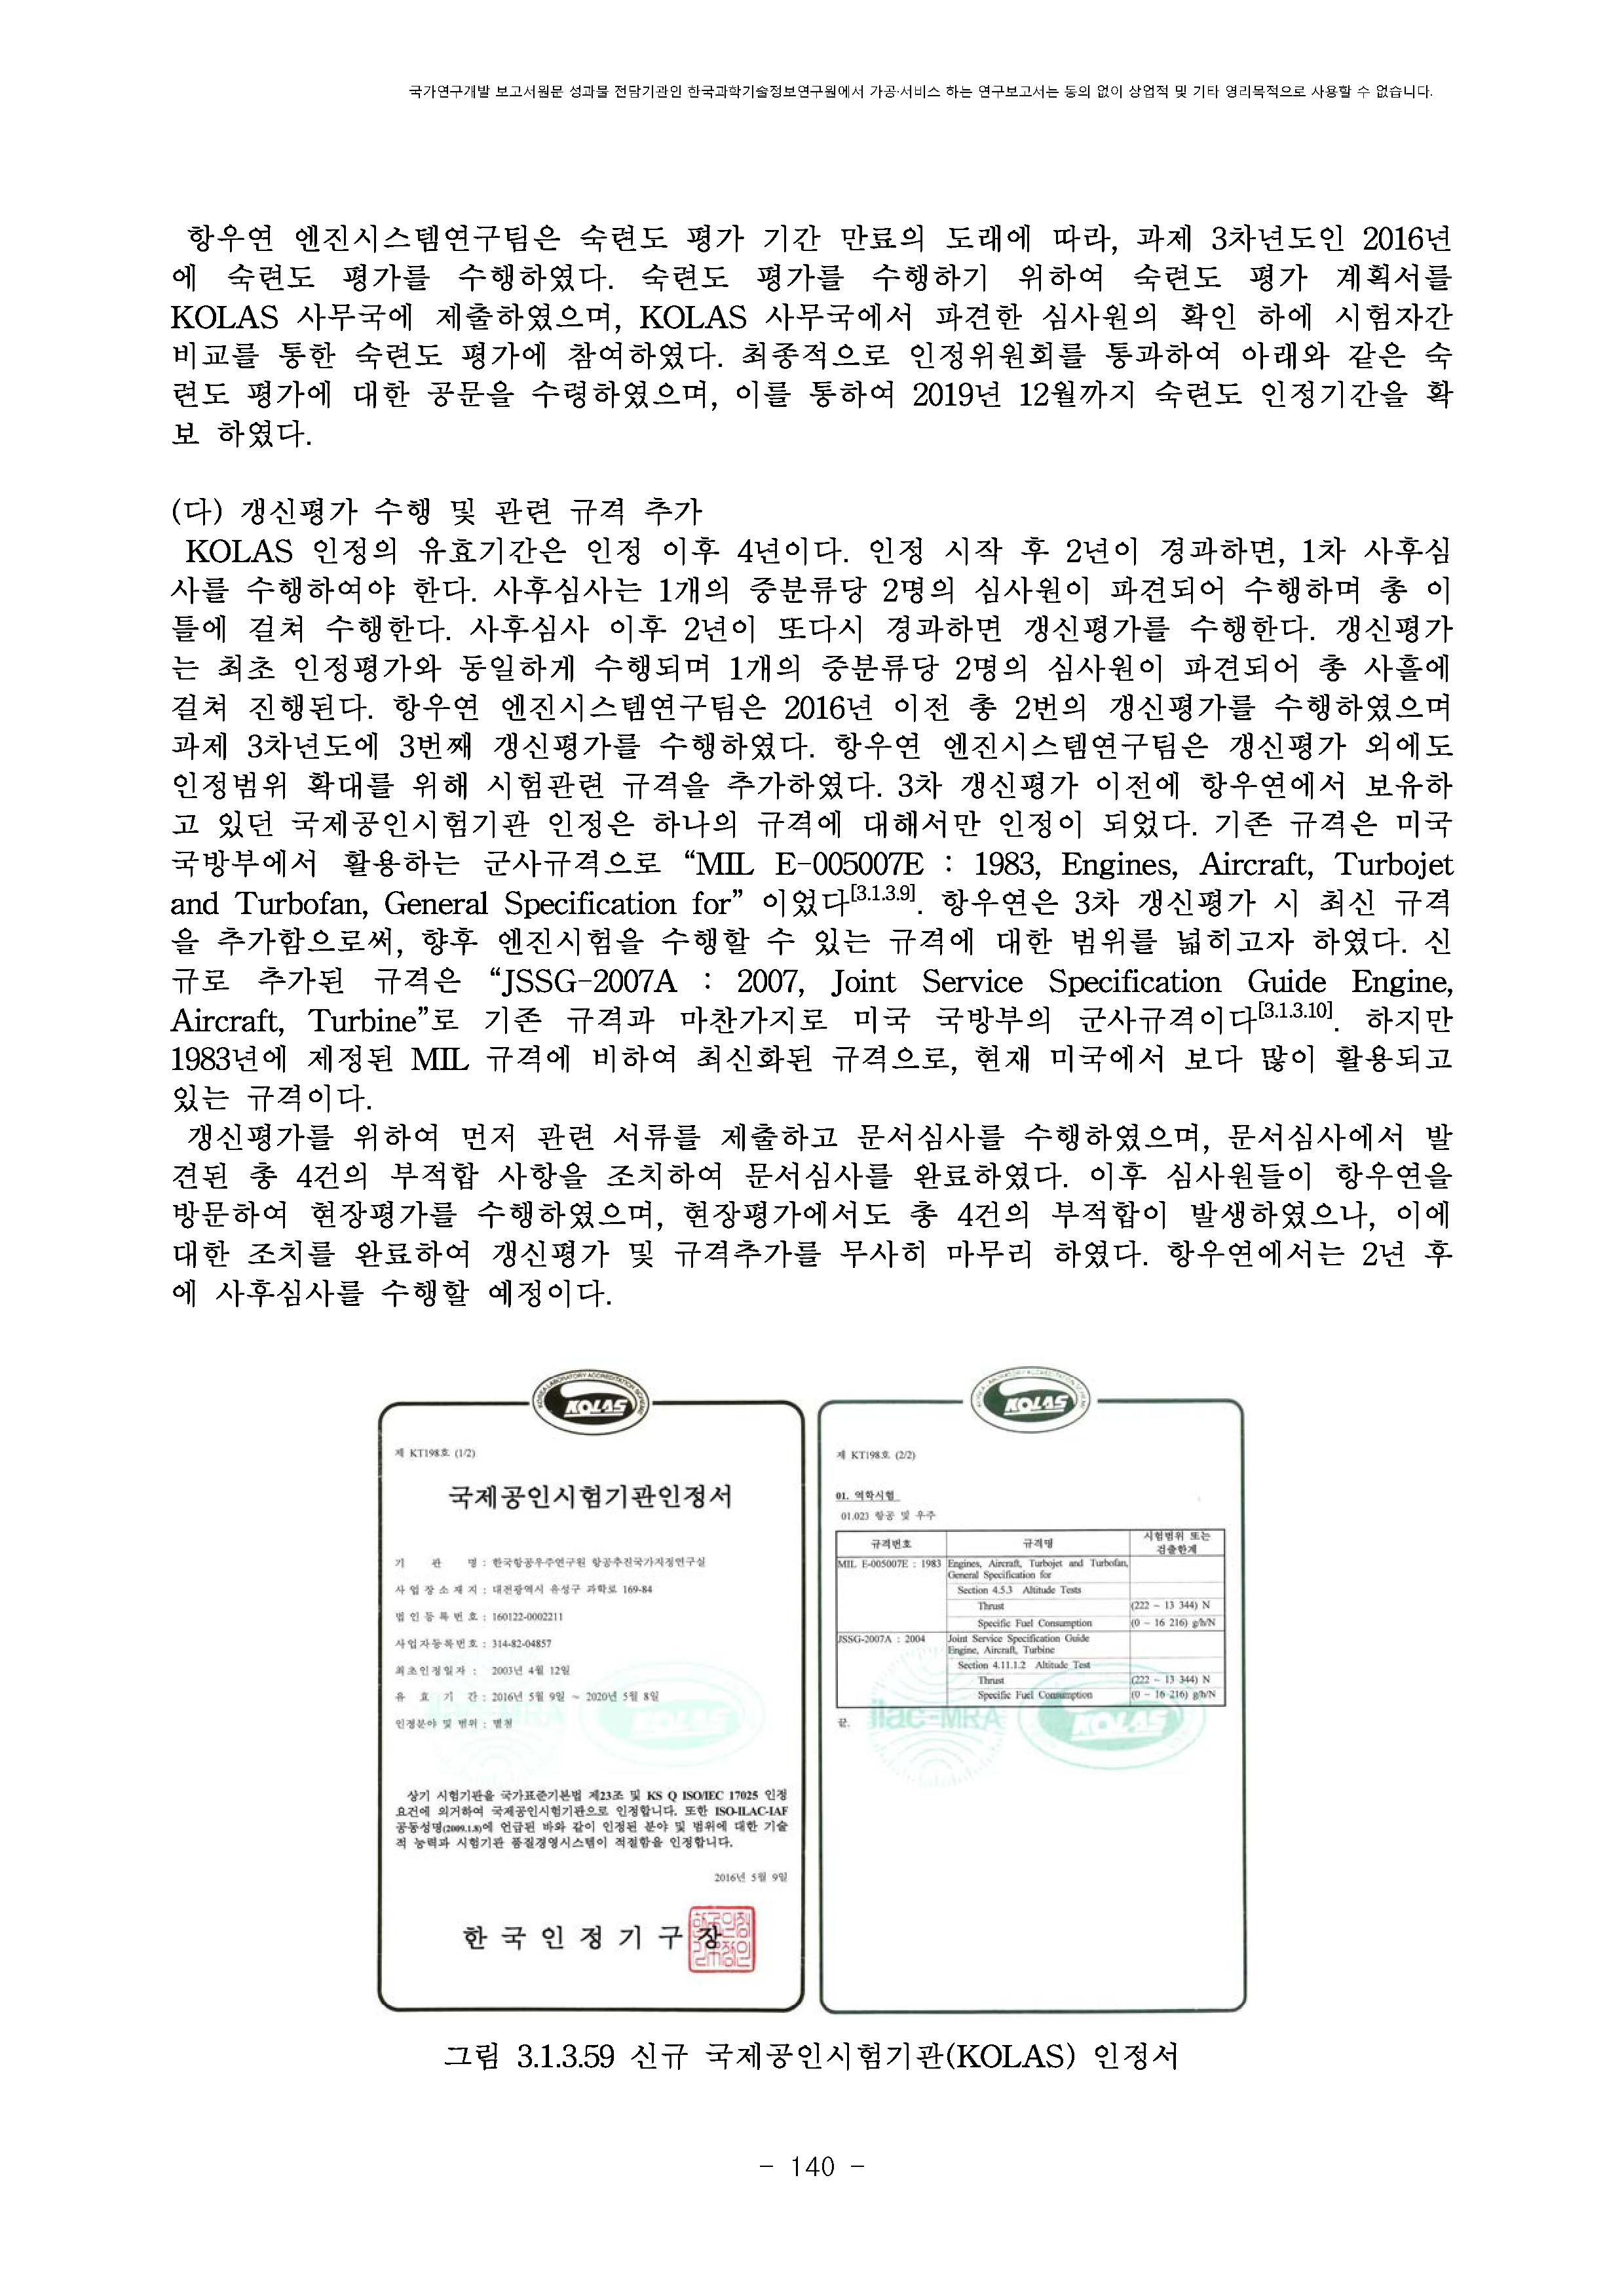 국가연구개발 보고서원문 성과물 전담기관인 한국과학기술정보연구원에서 가공·서비스 하는 연구보고서는 동의 없이 상업적 및 기타 영리목적으로 사용할 수 없습니다.
항우연 엔진시스템연구팀은 숙련도 평가 기간 만료의 도래에 따라, 과제 3차년도인 2016년
에 숙련도 평가를 수행하였다. 숙련도 평가를 수행하기 위하여 숙련도 평가 계획서를
KOLAS 사무국에 제출하였으며, KOLAS 사무국에서 파견한 심사원의 확인 하에 시험자간
비교를 통한 숙련도 평가에 참여하였다. 최종적으로 인정위원회를 통과하여 아래와 같은 숙
련도 평가에 대한 공문을 수령하였으며, 이를 통하여 2019년 12월까지 숙련도 인정기간을 확
보 하였다.
(다) 갱신평가 수행 및 관련 규격 추가
KOLAS 인정의 유효기간은 인정 이후 4년이다. 인정 시작 후 2년이 경과하면, 1차 사후심
사를 수행하여야 한다. 사후심사는 1개의 중분류당 2명의 심사원이 파견되어 수행하며 총 이
틀에 걸쳐 수행한다. 사후심사 이후 2년이 또다시 경과하면 갱신평가를 수행한다. 갱신평가
는 최초 인정평가와 동일하게 수행되며 1개의 중분류당 2명의 심사원이 파견되어 총 사흘에
걸쳐 진행된다. 항우연 엔진시스템연구팀은 2016년 이전 총 2번의 갱신평가를 수행하였으며
과제 3차년도에 3번째 갱신평가를 수행하였다. 항우연 엔진시스템연구팀은 갱신평가 외에도
인정범위 확대를 위해 시험관련 규격을 추가하였다. 3차 갱신평가 이전에 항우연에서 보유하
고 있던 국제공인시험기관 인정은 하나의 규격에 대해서만 인정이 되었다. 기존 규격은 미국
국방부에서 활용하는 군사규격으로 “MIL E-005007E : 1983, Engines, Aircraft, Turbojet
and Turbofan, General Specification for” 이었다[3.1.3.9]. 항우연은 3차 갱신평가 시 최신 규격
을 추가함으로써, 향후 엔진시험을 수행할 수 있는 규격에 대한 범위를 넓히고자 하였다. 신
규로 추가된 규격은 “JSSG-2007A : 2007, Joint Service Specification Guide Engine,
Aircraft, Turbine”로 기존 규격과 마찬가지로 미국 국방부의 군사규격이다[3.1.3.10]. 하지만
1983년에 제정된 MIL 규격에 비하여 최신화된 규격으로, 현재 미국에서 보다 많이 활용되고
있는 규격이다.
갱신평가를 위하여 먼저 관련 서류를 제출하고 문서심사를 수행하였으며, 문서심사에서 발
견된 총 4건의 부적합 사항을 조치하여 문서심사를 완료하였다. 이후 심사원들이 항우연을
방문하여 현장평가를 수행하였으며, 현장평가에서도 총 4건의 부적합이 발생하였으나, 이에
대한 조치를 완료하여 갱신평가 및 규격추가를 무사히 마무리 하였다. 항우연에서는 2년 후
에 사후심사를 수행할 예정이다.
KOLAS
제 KT198호 (1/2)
국제공인시험기관인정서
기 관 명 : 한국항공우주연구원 항공추진국가지정연구실
사 업 장 소 재 지 : 대전광역시 유성구 과학로 169-84
법 인 등 록 번 호 : 160122-0002211
사업자등록번호 : 314-82-04857
최초인정일자 : 2003년 4월 12일
유 효 기 간 : 2016년 5월 9일 ~ 2020년 5월 8일
인정분야 및 범위 : 별첨
상기 시험기관을 국가표준기본법 제23조 및 KS Q ISO/IEC 17025 인정
요건에 의거하여 국제공인시험기관으로 인정합니다. 또한 ISO-ILAC-IAF
공동성명(2009.1.8)에 언급된 바와 같이 인정된 분야 및 범위에 대한 기술
적 능력과 시험기관 품질경영시스템이 적절함을 인정합니다.
2016년 5월 9일
한 국 인 정 기 구 장
KOLAS
제 KT198호 (2/2)
01. 역학시험
01.023 항공 및 우주
규격번호 규격명 시험범위 또는 검출한계
MIL E-005007E : 1983 Engines, Aircraft, Turbojet and Turbofan,
General Specification for
Section 4.5.3 Altitude Tests
Thrust (222 ~ 13 344) N
Specific Fuel Consumption (0 ~ 16 216) g/h/N
JSSG-2007A : 2004 Joint Service Specification Guide
Engine, Aircraft, Turbine
Section 4.11.1.2 Altitude Test
Thrust (222 ~ 13 344) N
Specific Fuel Consumption (0 ~ 16 216) g/h/N
끝.
ilac-MRA KOLAS
그림 3.1.3.59 신규 국제공인시험기관(KOLAS) 인정서
- 140 -